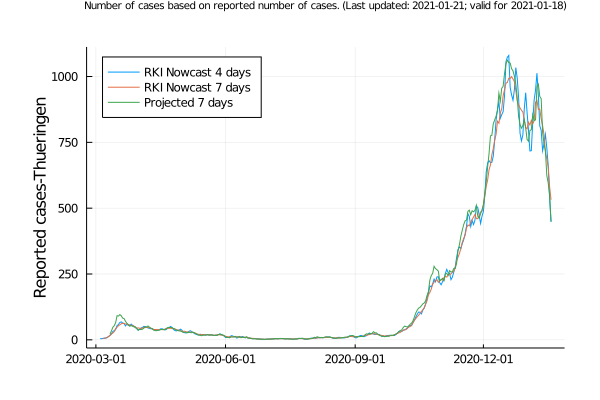 Number of cases based on reported number of cases. (Last updated: 2021-01-21; valid for 2021-01-18)
RKI Nowcast 4 days
RKI Nowcast 7 days
Projected 7 days
Reported cases-Thueringen
1000
750
500
250
0
2020-03-01
2020-06-01
2020-09-01
2020-12-01